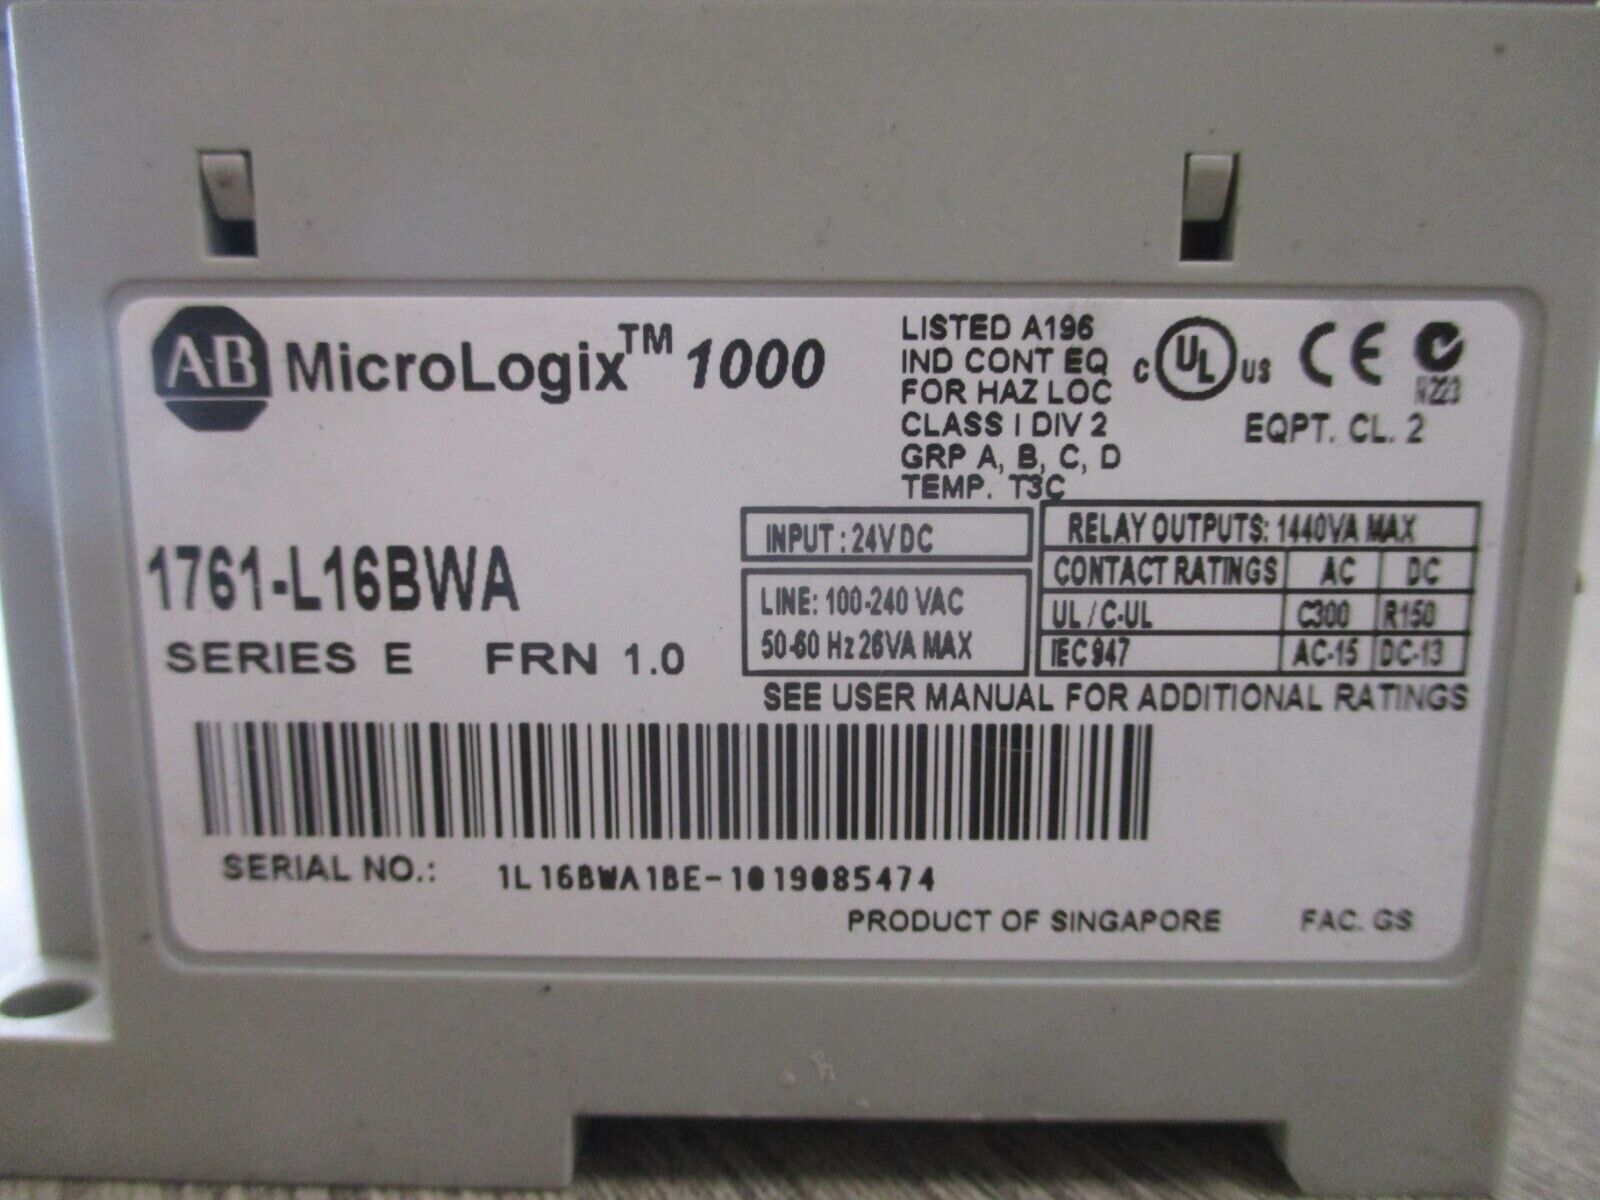 AB MicroLogix™ 1000
LISTED A196
IND CONT EQ
FOR HAZ LOC
CLASS I DIV 2
GRP A, B, C, D
TEMP. T3C
C UL US CE
N223
EQPT. CL. 2
1761-L16BWA
SERIES E FRN 1.0
INPUT : 24V DC
LINE: 100-240 VAC
50-60 Hz 26VA MAX
RELAY OUTPUTS: 1440VA MAX
CONTACT RATINGS AC DC
UL / C-UL C300 R150
IEC 947 AC-15 DC-13
SEE USER MANUAL FOR ADDITIONAL RATINGS
SERIAL NO.: 1L16BWA1BE-1019085474
PRODUCT OF SINGAPORE FAC. GS